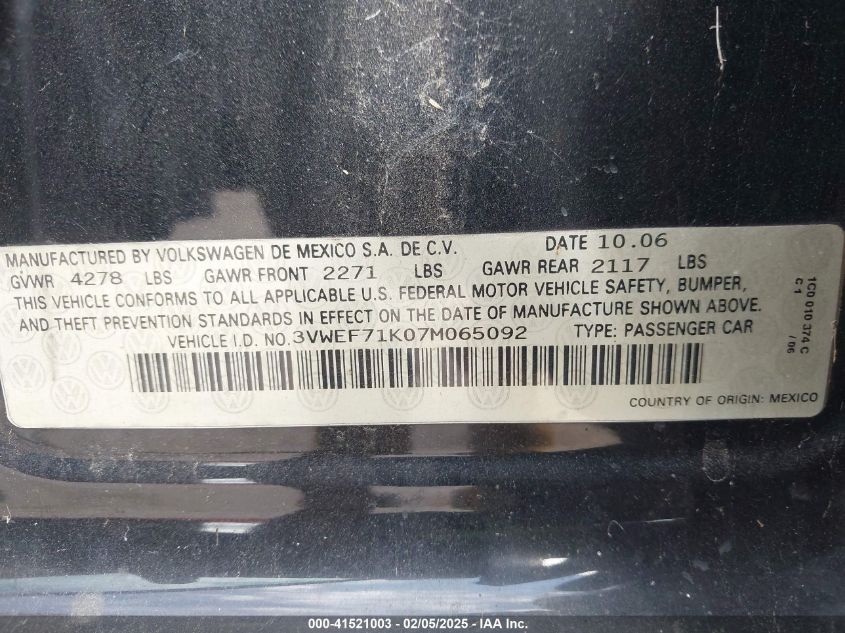 MANUFACTURED BY VOLKSWAGEN DE MEXICO S.A. DE C.V. DATE 10.06
GVWR 4278 LBS GAWR FRONT 2271 LBS GAWR REAR 2117 LBS
THIS VEHICLE CONFORMS TO ALL APPLICABLE U.S. FEDERAL MOTOR VEHICLE SAFETY, BUMPER,
AND THEFT PREVENTION STANDARDS IN EFFECT ON THE DATE OF MANUFACTURE SHOWN ABOVE.
VEHICLE I.D. NO. 3VWEF71K07M065092 TYPE: PASSENGER CAR
COUNTRY OF ORIGIN: MEXICO
1C0 010 374 C
C1 /06
000-41521003 - 02/05/2025 - IAA Inc.